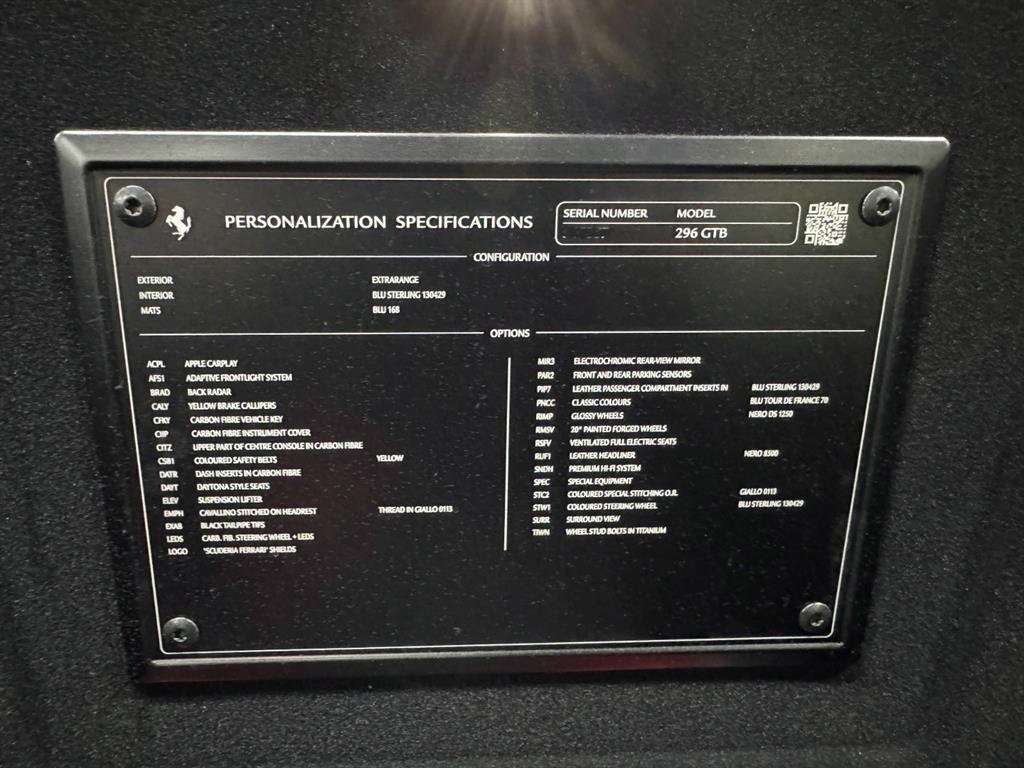 PERSONALIZATION SPECIFICATIONS
SERIAL NUMBER MODEL
296 GTB
CONFIGURATION
EXTERIOR EXTRARANGE
INTERIOR BLU STERLING 130429
MATS BLU 168
OPTIONS
ACPL APPLE CARPLAY
AFS1 ADAPTIVE FRONTLIGHT SYSTEM
BRAD BACK RADAR
CALY YELLOW BRAKE CALLIPERS
CFKY CARBON FIBRE VEHICLE KEY
CIIP CARBON FIBRE INSTRUMENT COVER
CITZ UPPER PART OF CENTRE CONSOLE IN CARBON FIBRE
CSB1 COLOURED SAFETY BELTS YELLOW
DATR DASH INSERTS IN CARBON FIBRE
DAYT DAYTONA STYLE SEATS
ELEV SUSPENSION LIFTER
EMPH CAVALLINO STITCHED ON HEADREST THREAD IN GIALLO 0113
EXAB BLACK TAILPIPE TIPS
LEDS CARB. FIB. STEERING WHEEL + LEDS
LOGO 'SCUDERIA FERRARI' SHIELDS
MIR3 ELECTROCHROMIC REAR-VIEW MIRROR
PAR2 FRONT AND REAR PARKING SENSORS
PIP7 LEATHER PASSENGER COMPARTMENT INSERTS IN BLU STERLING 130429
PNCC CLASSIC COLOURS BLU TOUR DE FRANCE 70
RIMP GLOSSY WHEELS NERO DS 1250
RMSV 20" PAINTED FORGED WHEELS
RSFV VENTILATED FULL ELECTRIC SEATS
RUF1 LEATHER HEADLINER NERO 8500
SNDH PREMIUM HI-FI SYSTEM
SPEC SPECIAL EQUIPMENT
STC2 COLOURED SPECIAL STITCHING O.R. GIALLO 0113
STW1 COLOURED STEERING WHEEL BLU STERLING 130429
SURR SURROUND VIEW
TIWN WHEEL STUD BOLTS IN TITANIUM